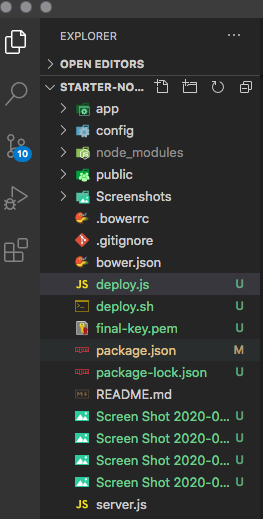 EXPLORER
OPEN EDITORS
STARTER-NO...
app
config
10
node_modules
public
Screenshots
.bowerrc
.gitignore
bower.json
JS deploy.js U
deploy.sh U
final-key.pem U
package.json M
package-lock.json U
README.md
Screen Shot 2020-0... U
Screen Shot 2020-0... U
Screen Shot 2020-0... U
Screen Shot 2020-0... U
JS server.js